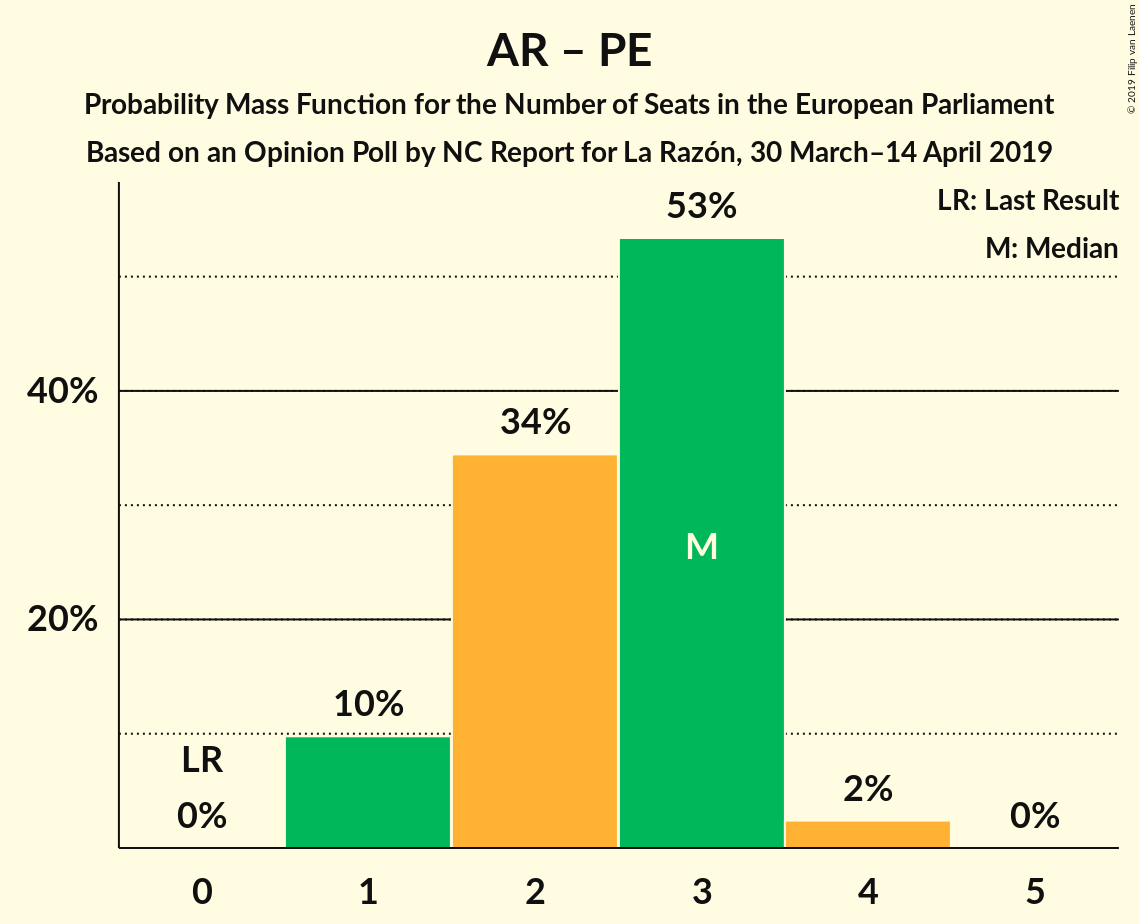 AR – PE
Probability Mass Function for the Number of Seats in the European Parliament
Based on an Opinion Poll by NC Report for La Razón, 30 March–14 April 2019
© 2019 Filip van Laenen
LR: Last Result
M: Median
53%
40%
34%
M
20%
10%
LR
2%
0%
0%
0 1 2 3 4 5